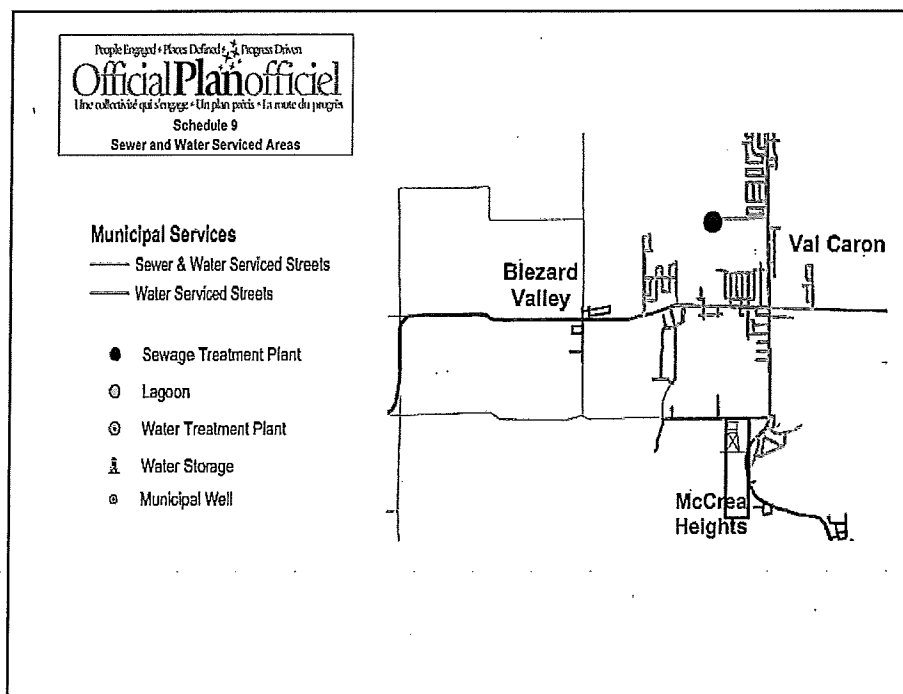 People Engaged • Places Defined • Progress Driven
Official Plan officiel
Une collectivité qui s'engage • Un plan précis • La route du progrès
Schedule 9
Sewer and Water Serviced Areas
Municipal Services
Sewer & Water Serviced Streets
Water Serviced Streets
Sewage Treatment Plant
Lagoon
Water Treatment Plant
Water Storage
Municipal Well
Blezard
Valley
Val Caron
McCrea
Heights